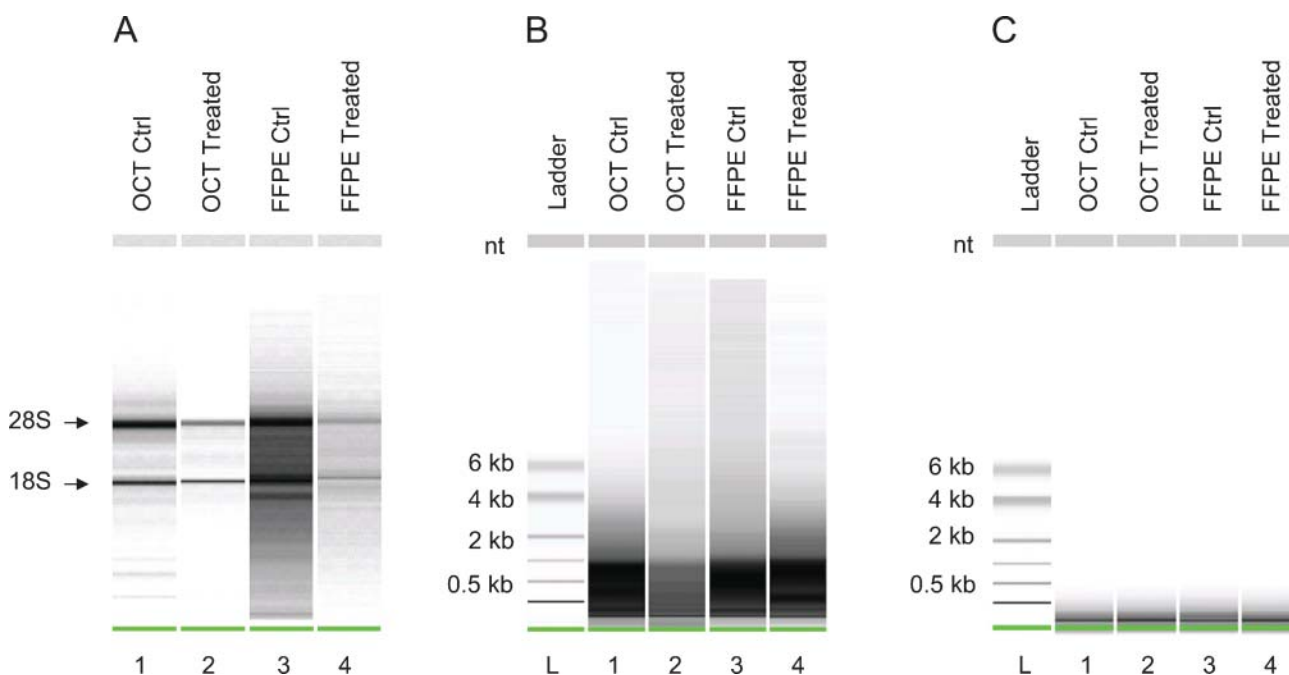 A
OCT Ctrl
OCT Treated
FFPE Ctrl
FFPE Treated
28S
18S
1 2 3 4
B
Ladder
OCT Ctrl
OCT Treated
FFPE Ctrl
FFPE Treated
nt
6 kb
4 kb
2 kb
0.5 kb
L 1 2 3 4
C
Ladder
OCT Ctrl
OCT Treated
FFPE Ctrl
FFPE Treated
nt
6 kb
4 kb
2 kb
0.5 kb
L 1 2 3 4